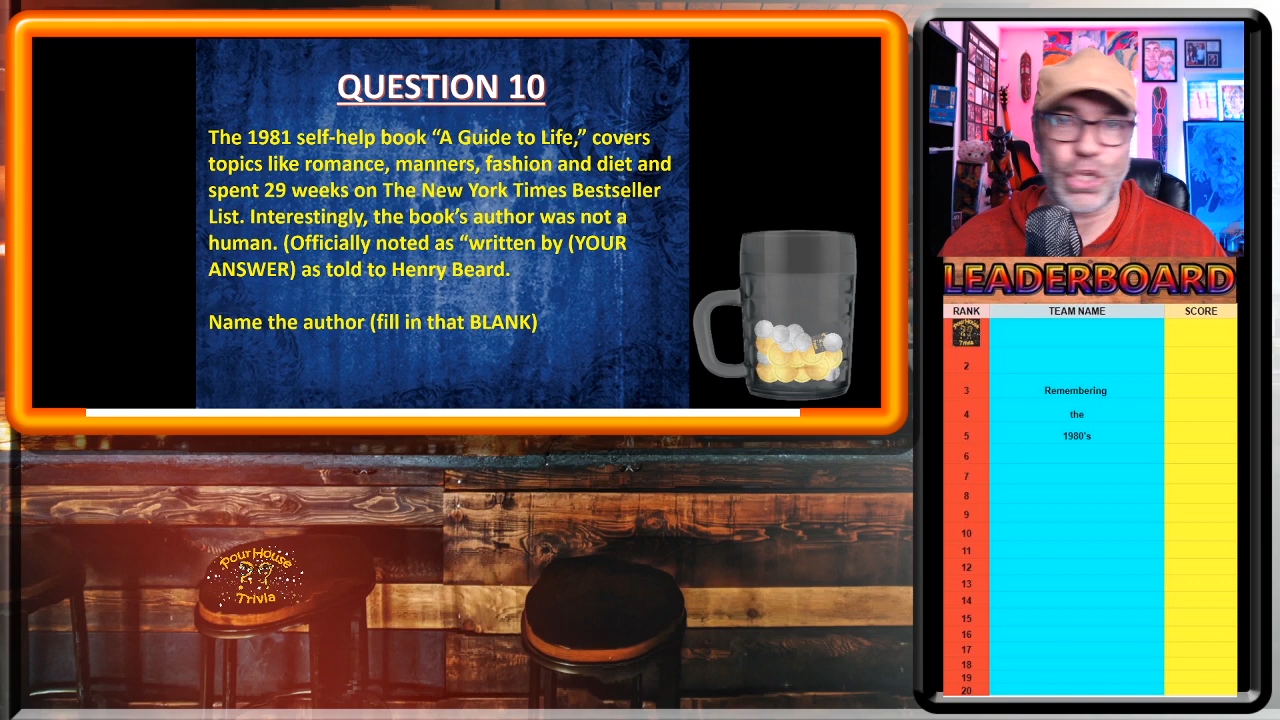 QUESTION 10
The 1981 self-help book “A Guide to Life,” covers
topics like romance, manners, fashion and diet and
spent 29 weeks on The New York Times Bestseller
List. Interestingly, the book’s author was not a
human. (Officially noted as “written by (YOUR
ANSWER) as told to Henry Beard.
Name the author (fill in that BLANK)
LEADERBOARD
RANK TEAM NAME SCORE
PourHouse
Trivia
2
3 Remembering
4 the
5 1980's
6
7
8
9
10
11
12
13
14
15
16
17
18
19
20
PourHouse
Trivia